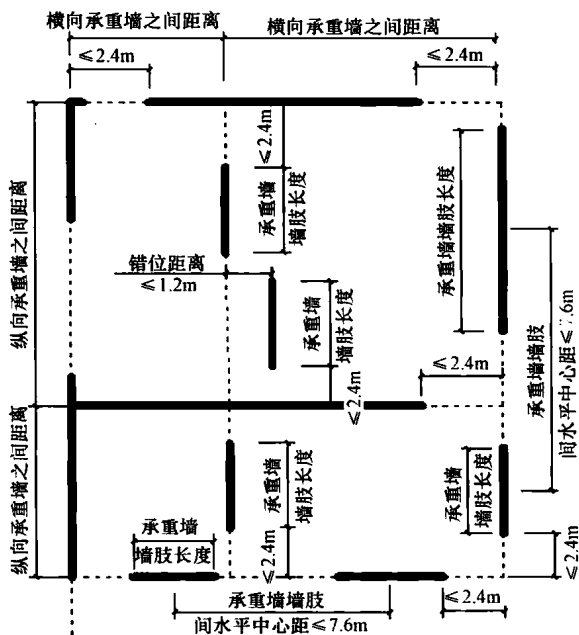 横向承重墙之间距离
横向承重墙之间距离
≤2.4m
≤2.4m
纵向承重墙之间距离
≤2.4m
承重墙
墙肢长度
承重墙墙肢长度
错位距离
≤1.2m
承重墙
墙肢长度
≤2.4m
≤2.4m
承重墙墙肢
间水平中心距≤7.6m
纵向承重墙之间距离
承重墙
墙肢长度
≤2.4m
承重墙
墙肢长度
≤2.4m
承重墙
墙肢长度
≤2.4m
承重墙墙肢
间水平中心距≤7.6m